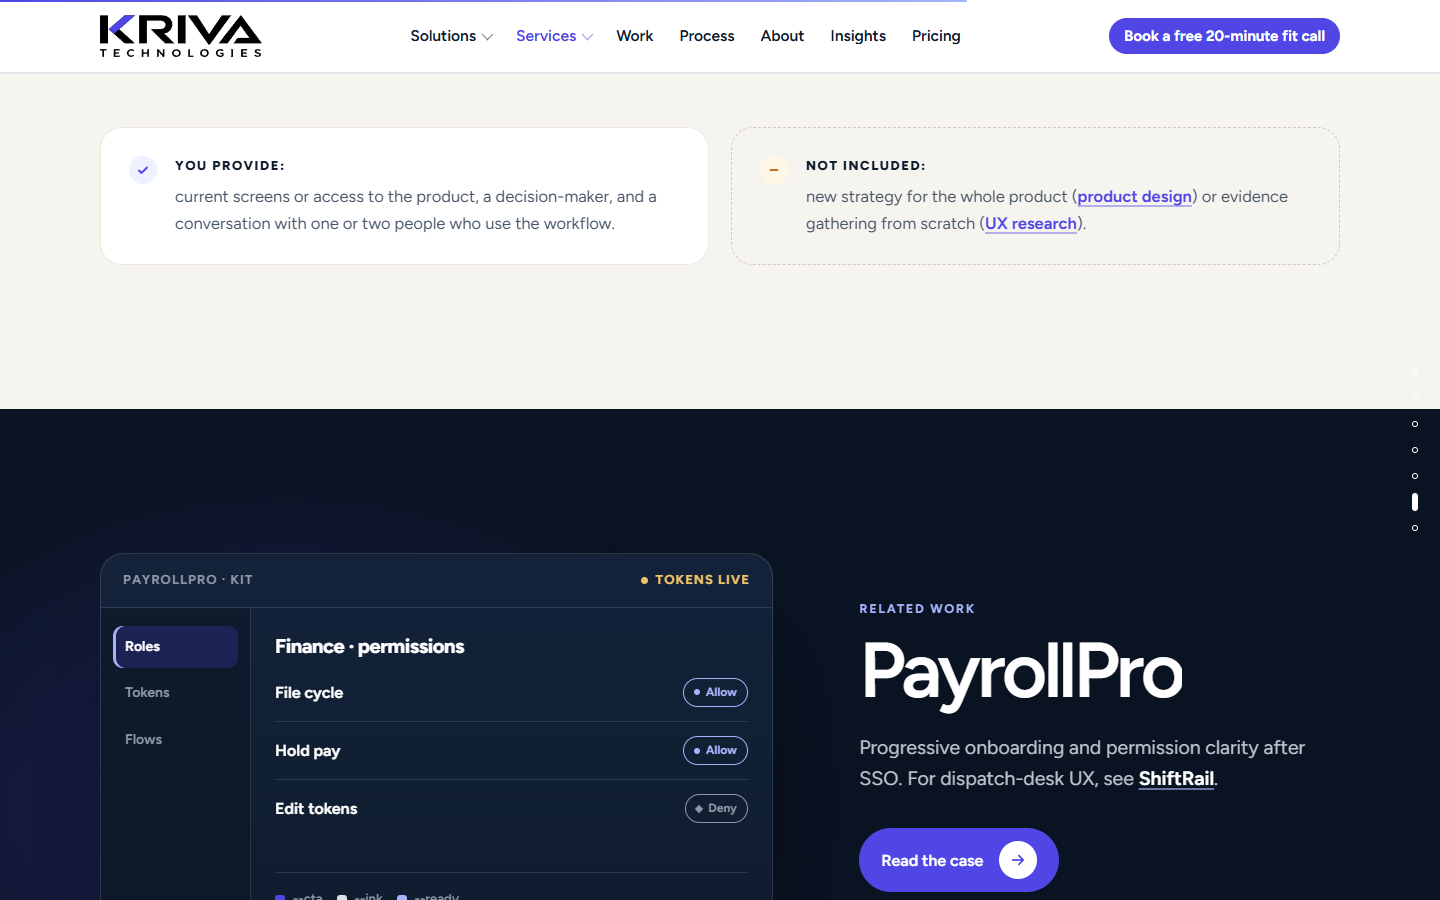 KRIVA
TECHNOLOGIES
Solutions
Services
Work
Process
About
Insights
Pricing
Book a free 20-minute fit call
YOU PROVIDE:
current screens or access to the product, a decision-maker, and a
conversation with one or two people who use the workflow.
NOT INCLUDED:
new strategy for the whole product (product design) or evidence
gathering from scratch (UX research).
PAYROLLPRO · KIT
TOKENS LIVE
Roles
Tokens
Flows
Finance · permissions
File cycle
Allow
Hold pay
Allow
Edit tokens
Deny
--cta
--ink
--ready
RELATED WORK
PayrollPro
Progressive onboarding and permission clarity after
SSO. For dispatch-desk UX, see ShiftRail.
Read the case